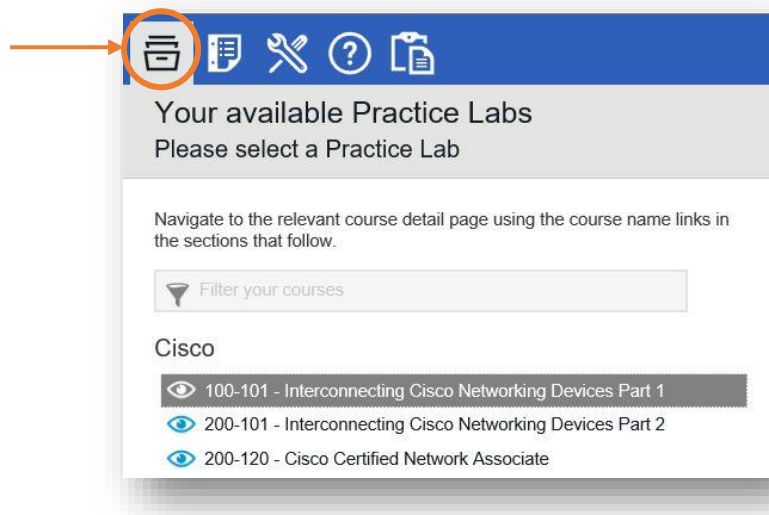 Your available Practice Labs
Please select a Practice Lab
Navigate to the relevant course detail page using the course name links in
the sections that follow.
Filter your courses
Cisco
100-101 - Interconnecting Cisco Networking Devices Part 1
200-101 - Interconnecting Cisco Networking Devices Part 2
200-120 - Cisco Certified Network Associate